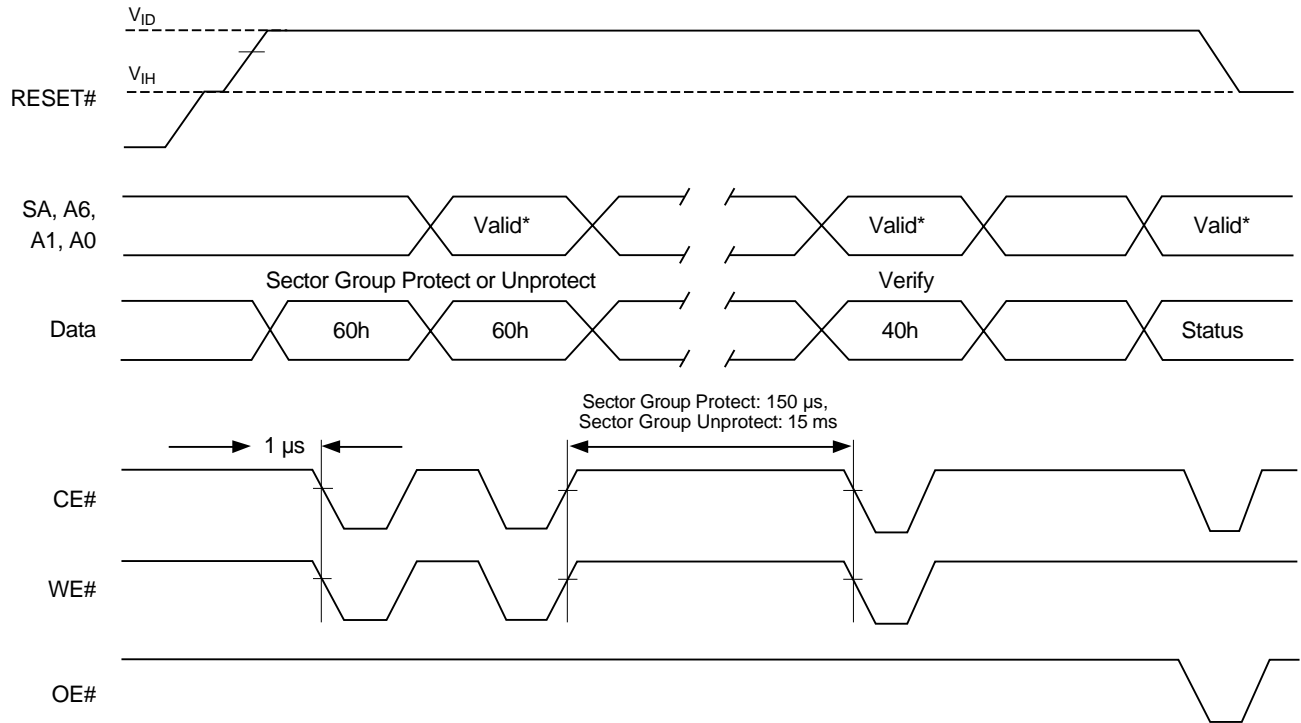 VID
VIH
RESET#
SA, A6,
A1, A0
Valid*
Valid*
Valid*
Sector Group Protect or Unprotect
Verify
Data
60h
60h
40h
Status
Sector Group Protect: 150 µs,
Sector Group Unprotect: 15 ms
1 µs
CE#
WE#
OE#